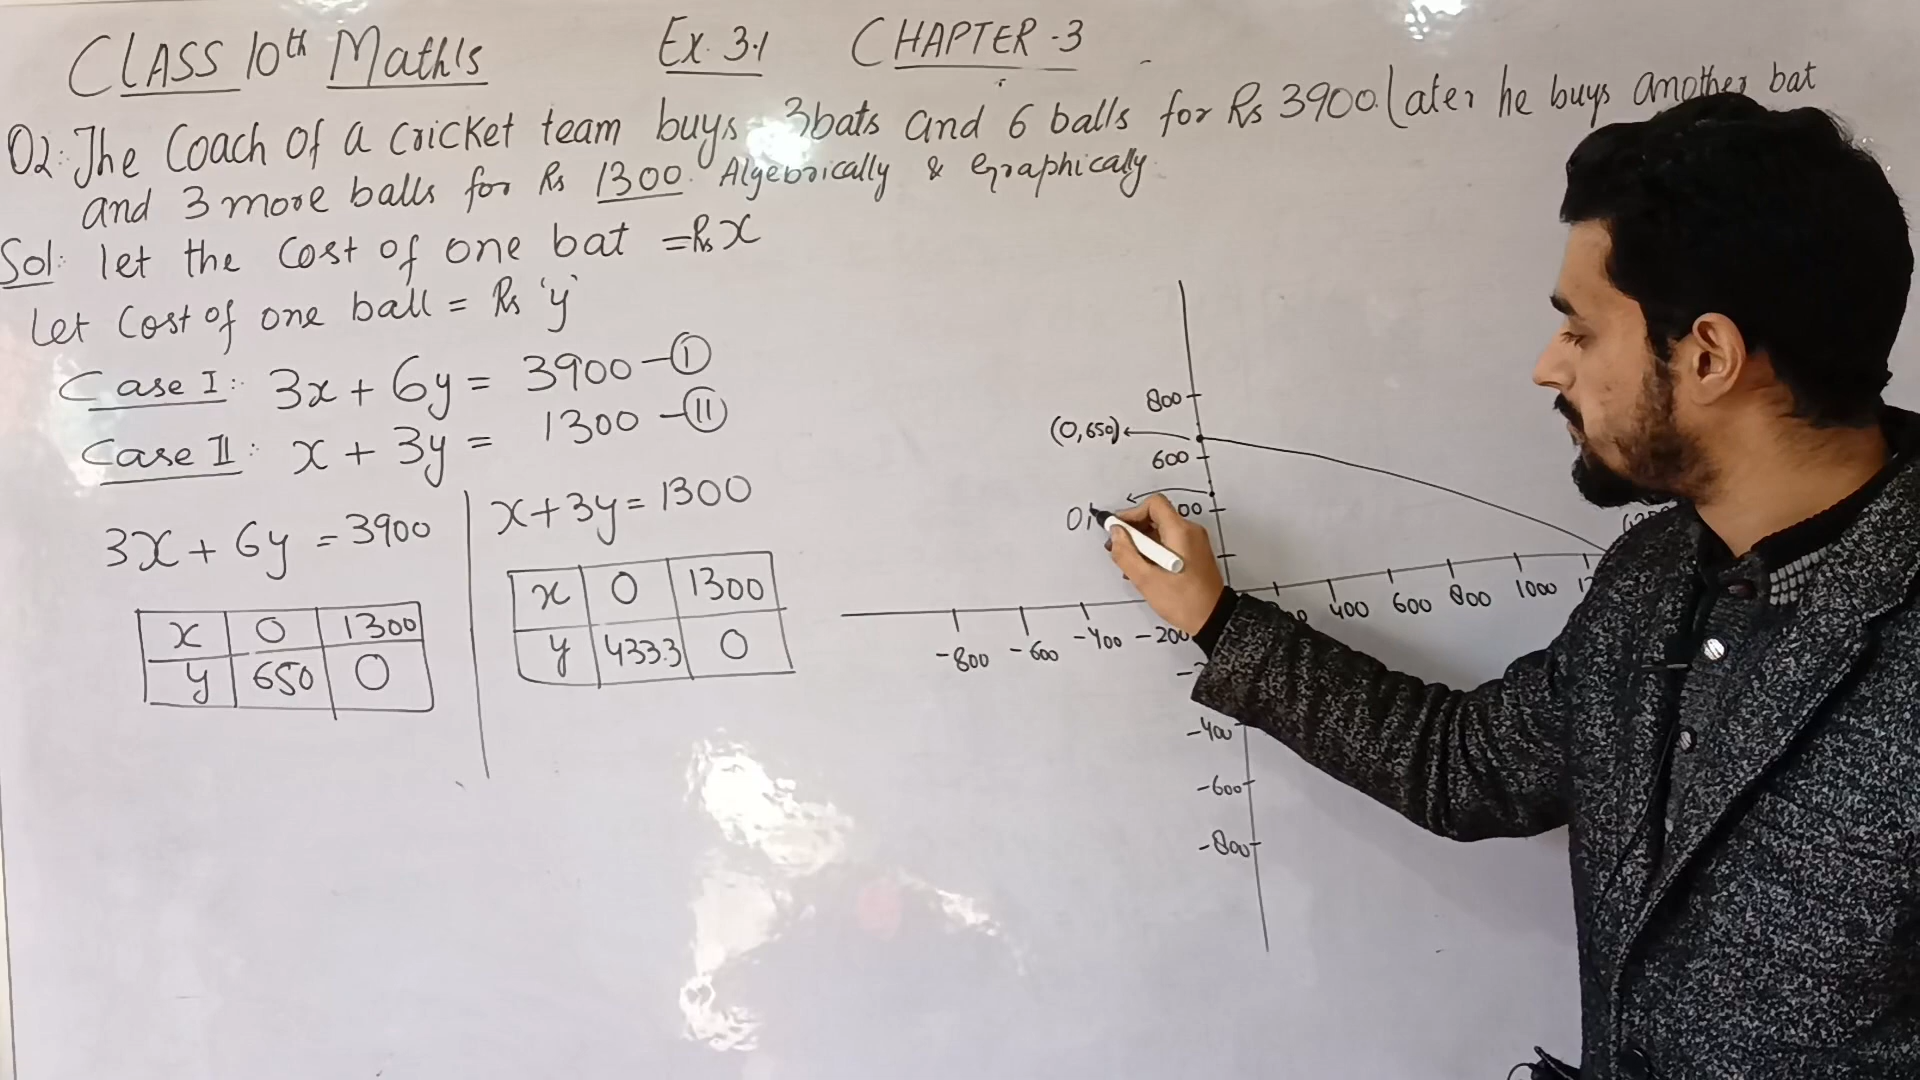 CLASS 10th Math's Ex. 3.1 CHAPTER -3
Q2: The Coach of a cricket team buys 3bats and 6 balls for Rs 3900. Later he buys another bat
and 3 more balls for Rs 1300. Algebrically & Graphically.
Sol: let the cost of one bat = Rs x
Let Cost of one ball = Rs 'y'
Case I: 3x + 6y = 3900 - I
Case II: x + 3y = 1300 - II
3x + 6y = 3900
x 0 1300
y 650 0
x + 3y = 1300
x 0 1300
y 433.3 0
800
(0,650)
600
400 600 800 1000
-800 -600 -400 -200
-400
-600
-800